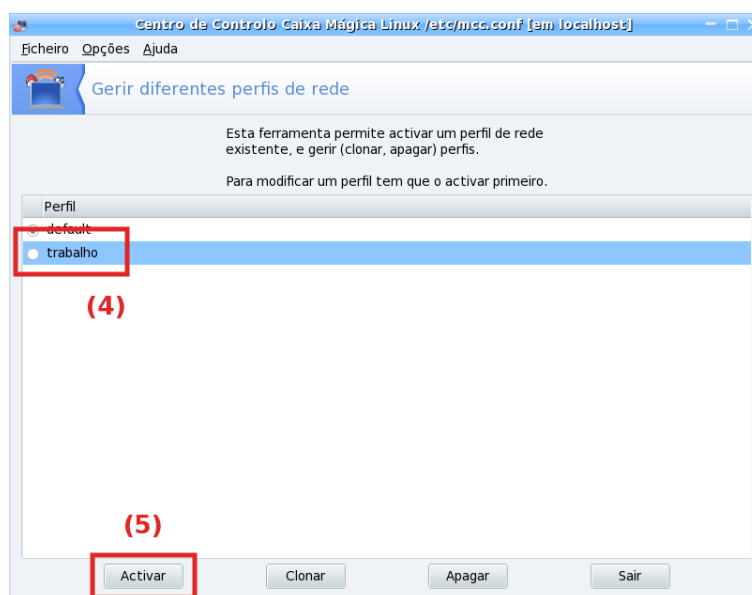 Centro de Controlo Caixa Mágica Linux /etc/mcc.conf [em localhost]
Ficheiro Opções Ajuda
Gerir diferentes perfis de rede
Esta ferramenta permite activar um perfil de rede
existente, e gerir (clonar, apagar) perfis.
Para modificar um perfil tem que o activar primeiro.
Perfil
default
trabalho
(4)
(5)
Activar Clonar Apagar Sair